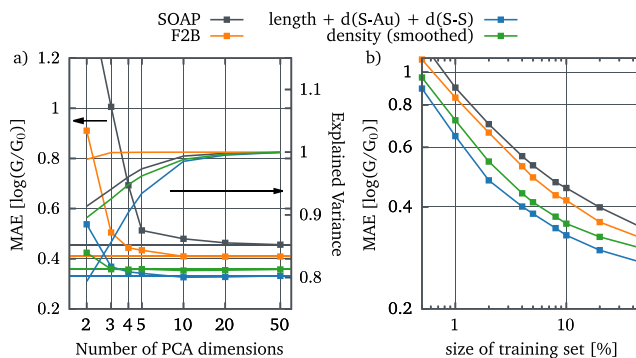 SOAP
F2B
length + d(S-Au) + d(S-S)
density (smoothed)
a)
b)
MAE [log(G/G₀)]
1.2
1
0.8
0.6
0.4
0.2
2
3
4
5
10
20
50
Number of PCA dimensions
1.1
1
0.9
0.8
Explained Variance
MAE [log(G/G₀)]
1
0.8
0.6
0.4
0.2
1
10
size of training set [%]